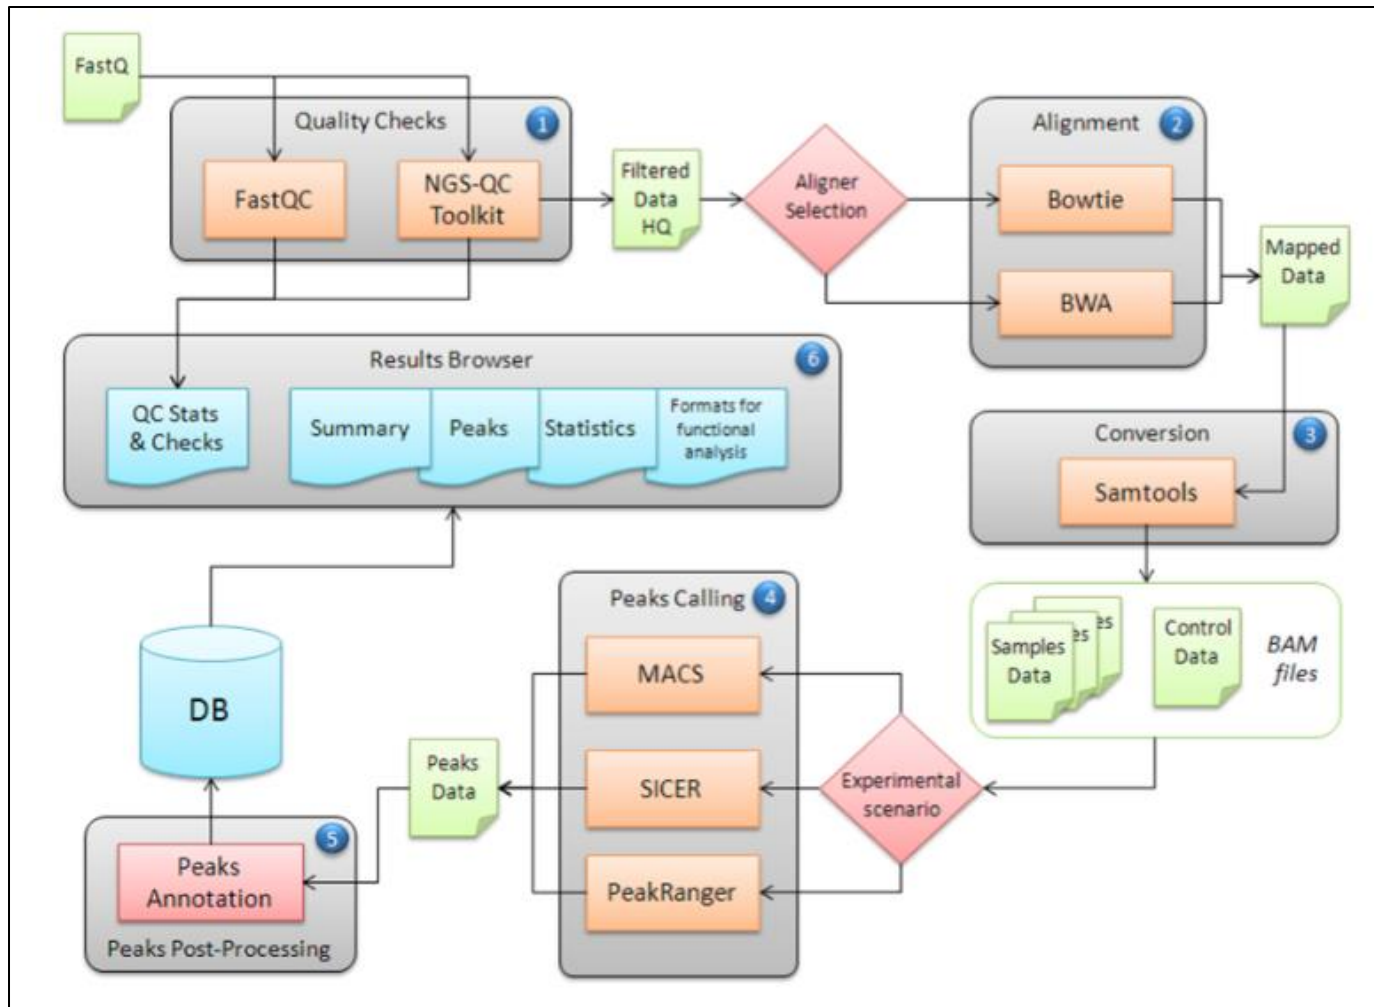 FastQ
Quality Checks
1
FastQC
NGS-QC
Toolkit
Filtered
Data
HQ
Aligner
Selection
Alignment
2
Bowtie
BWA
Mapped
Data
Results Browser
6
QC Stats
& Checks
Summary
Peaks
Statistics
Formats for
functional
analysis
Conversion
3
Samtools
Samples
Data
es
es
Control
Data
BAM
files
Peaks Calling
4
MACS
SICER
PeakRanger
Experimental
scenario
Peaks
Data
DB
5
Peaks
Annotation
Peaks Post-Processing